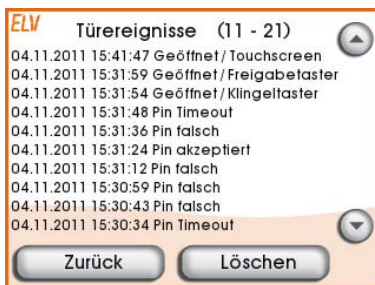 ELV
Türereignisse (11 - 21)
04.11.2011 15:41:47 Geöffnet / Touchscreen
04.11.2011 15:31:59 Geöffnet / Freigabetaster
04.11.2011 15:31:54 Geöffnet / Klingeltaster
04.11.2011 15:31:48 Pin Timeout
04.11.2011 15:31:36 Pin falsch
04.11.2011 15:31:24 Pin akzeptiert
04.11.2011 15:31:12 Pin falsch
04.11.2011 15:30:59 Pin falsch
04.11.2011 15:30:43 Pin falsch
04.11.2011 15:30:34 Pin Timeout
Zurück
Löschen